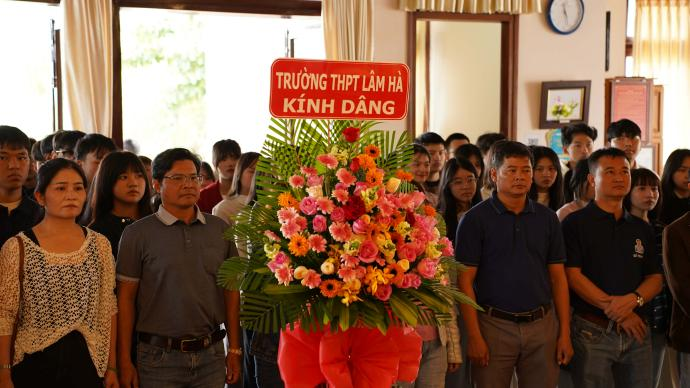 TRƯỜNG THPT LÂM HÀ
KÍNH DÂNG